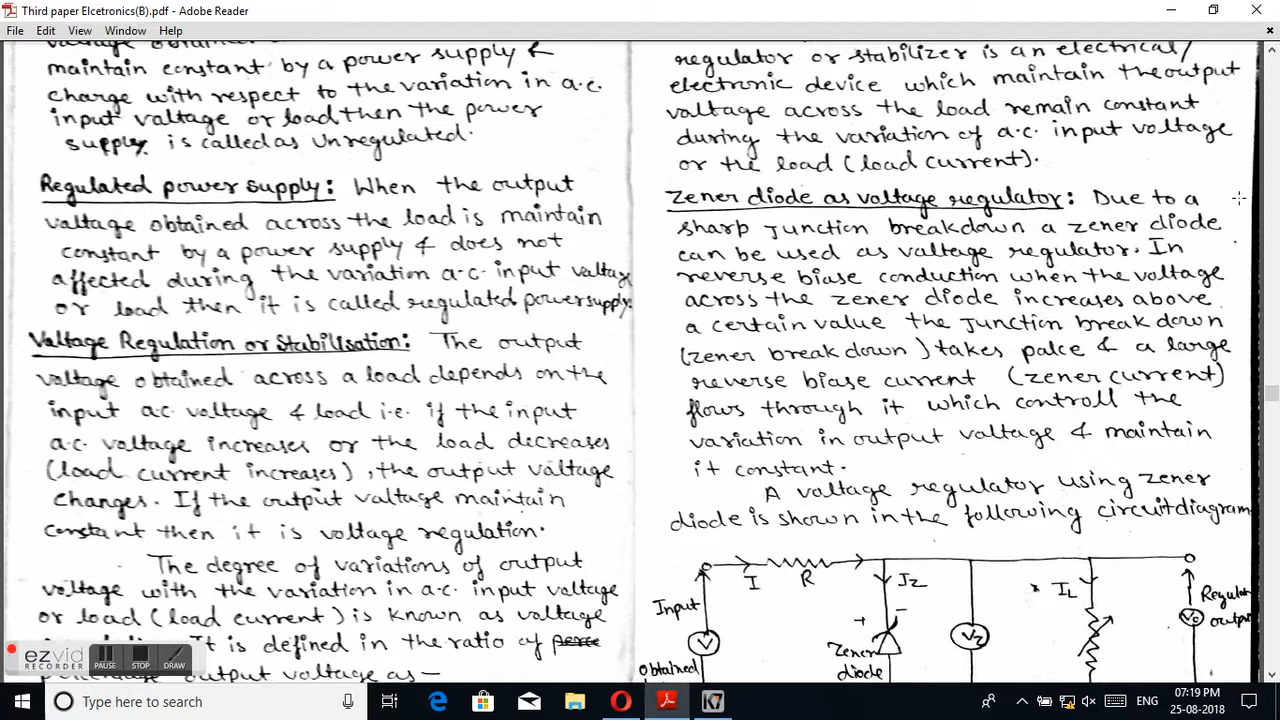 Third paper Elcetronics(B).pdf - Adobe Reader
File Edit View Window Help
maintain constant by a power supply &
charge with respect to the variation in a.c.
input voltage or load then the power
supply is called as unregulated.
Regulated power supply: When the output
voltage obtained across the load is maintain
constant by a power supply & does not
affected during the variation a.c. input voltage
or load then it is called regulated power supply.
Voltage Regulation or Stabilisation: The output
voltage obtained across a load depends on the
input a.c. voltage & load i.e. if the input
a.c. voltage increases or the load decreases
(load current increases), the output voltage
changes. If the output voltage maintain
constant then it is voltage regulation.
The degree of variations of output
voltage with the variation in a.c. input voltage
or load (load current) is known as voltage
It is defined in the ratio of
output voltage as —
regulator or stabilizer is an electrical/
electronic device which maintain the output
voltage across the load remain constant
during the variation of a.c. input voltage
or the load (load current).
Zener diode as voltage regulator: Due to a
sharp junction breakdown a zener diode
can be used as voltage regulator. In
reverse biase conduction when the voltage
across the zener diode increases above
a certain value the junction break down
(zener break down) takes palce & a large
reverse biase current (zener current)
flows through it which controll the
variation in output voltage & maintain
it constant.
A voltage regulator using zener
diode is shown in the following circuit diagram
I R Iz IL
Input
Regulat
output
V
+ -
Vz
Vo
Zener
diode
Obtained
ezvid
RECORDER
PAUSE STOP DRAW
Type here to search
ENG
07:19 PM
25-08-2018